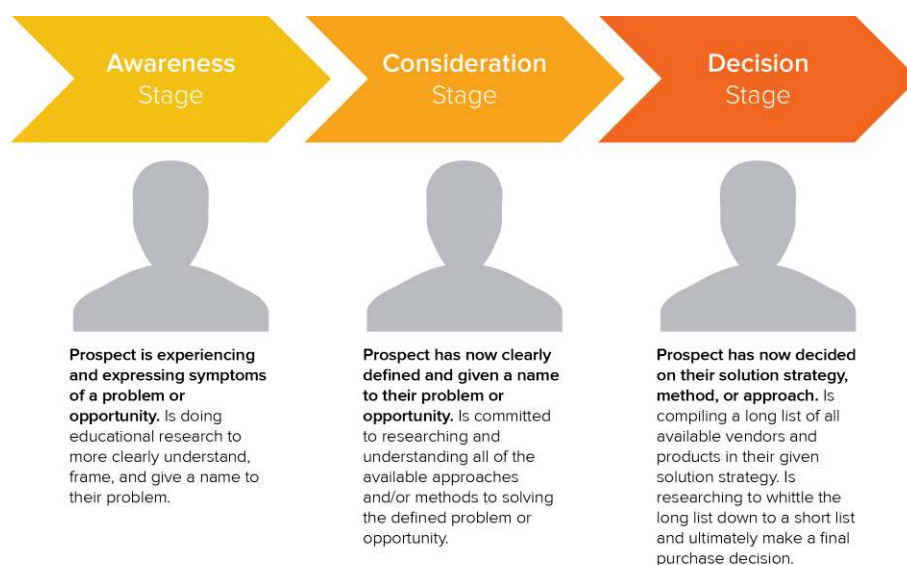 Awareness
Stage
Consideration
Stage
Decision
Stage
Prospect is experiencing
and expressing symptoms
of a problem or
opportunity. Is doing
educational research to
more clearly understand,
frame, and give a name to
their problem.
Prospect has now clearly
defined and given a name
to their problem or
opportunity. Is committed
to researching and
understanding all of the
available approaches
and/or methods to solving
the defined problem or
opportunity.
Prospect has now decided
on their solution strategy,
method, or approach. Is
compiling a long list of all
available vendors and
products in their given
solution strategy. Is
researching to whittle the
long list down to a short list
and ultimately make a final
purchase decision.